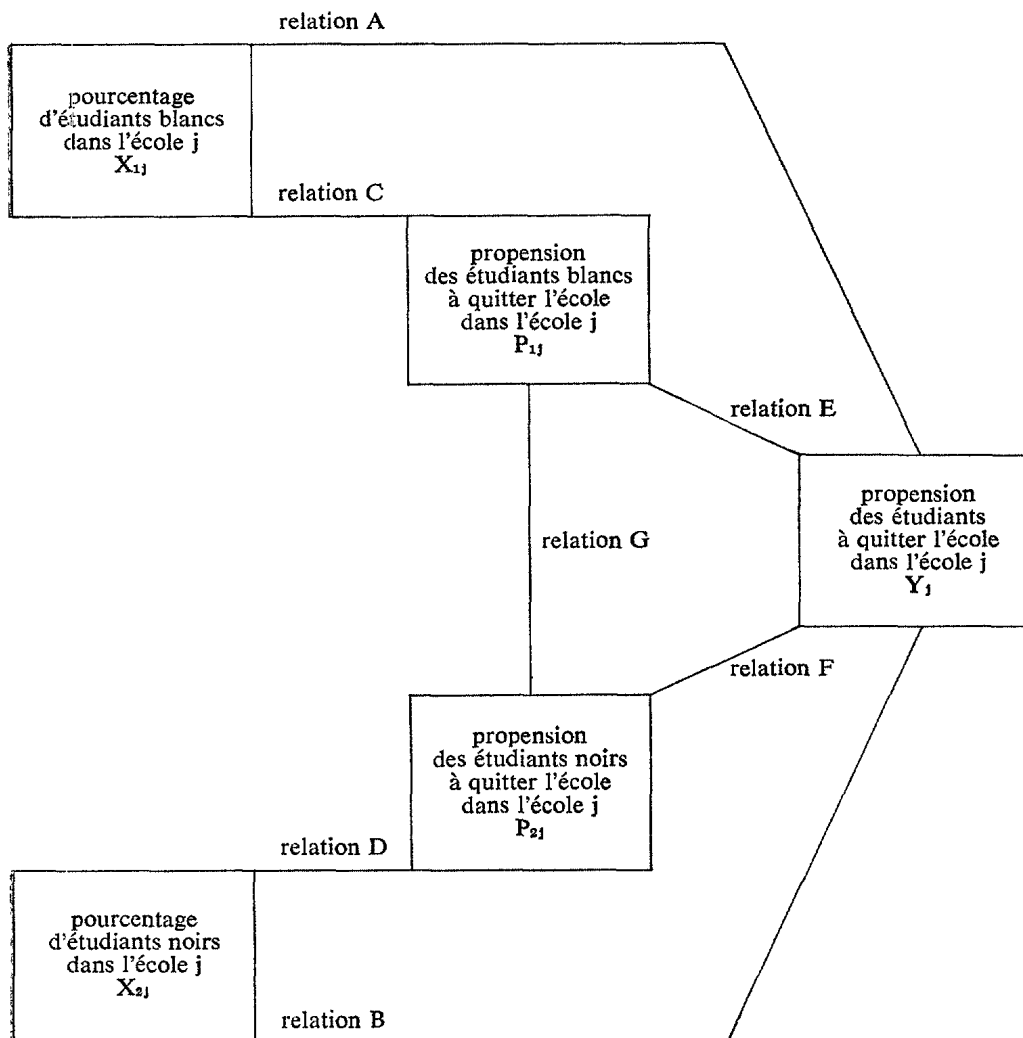 relation A
pourcentage
d'étudiants blancs
dans l'école j
X₁ⱼ
relation C
propension
des étudiants blancs
à quitter l'école
dans l'école j
P₁ⱼ
relation E
propension
des étudiants
à quitter l'école
dans l'école j
Yⱼ
relation G
relation F
propension
des étudiants noirs
à quitter l'école
dans l'école j
P₂ⱼ
relation D
pourcentage
d'étudiants noirs
dans l'école j
X₂ⱼ
relation B